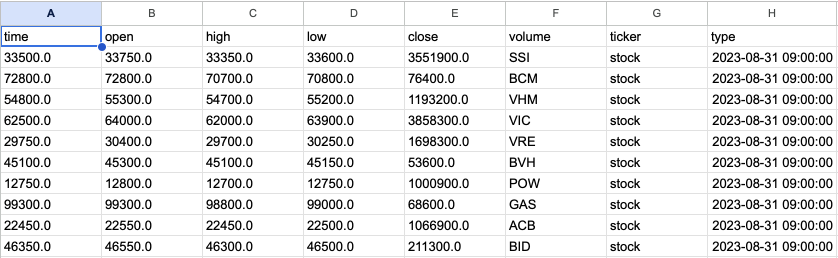 A B C D E F G H
time open high low close volume ticker type
33500.0 33750.0 33350.0 33600.0 3551900.0 SSI stock 2023-08-31 09:00:00
72800.0 72800.0 70700.0 70800.0 76400.0 BCM stock 2023-08-31 09:00:00
54800.0 55300.0 54700.0 55200.0 1193200.0 VHM stock 2023-08-31 09:00:00
62500.0 64000.0 62000.0 63900.0 3858300.0 VIC stock 2023-08-31 09:00:00
29750.0 30400.0 29700.0 30250.0 1698300.0 VRE stock 2023-08-31 09:00:00
45100.0 45300.0 45100.0 45150.0 53600.0 BVH stock 2023-08-31 09:00:00
12750.0 12800.0 12700.0 12750.0 1000900.0 POW stock 2023-08-31 09:00:00
99300.0 99300.0 98800.0 99000.0 68600.0 GAS stock 2023-08-31 09:00:00
22450.0 22550.0 22450.0 22500.0 1066900.0 ACB stock 2023-08-31 09:00:00
46350.0 46550.0 46300.0 46500.0 211300.0 BID stock 2023-08-31 09:00:00